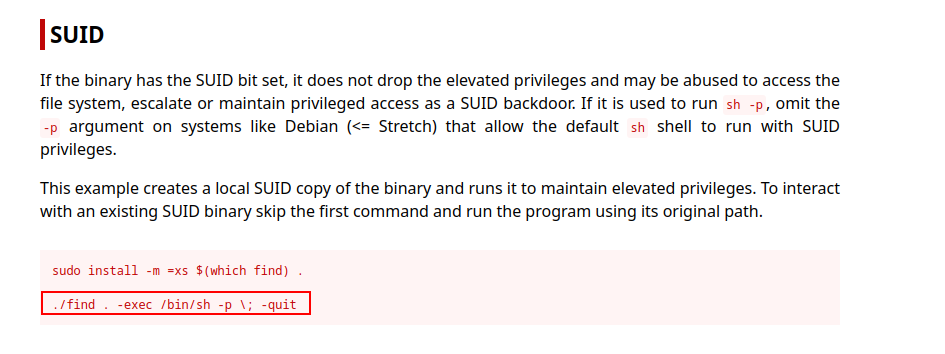 SUID
If the binary has the SUID bit set, it does not drop the elevated privileges and may be abused to access the
file system, escalate or maintain privileged access as a SUID backdoor. If it is used to run sh -p, omit the
-p argument on systems like Debian (<= Stretch) that allow the default sh shell to run with SUID
privileges.
This example creates a local SUID copy of the binary and runs it to maintain elevated privileges. To interact
with an existing SUID binary skip the first command and run the program using its original path.
sudo install -m =xs $(which find) .
./find . -exec /bin/sh -p \; -quit